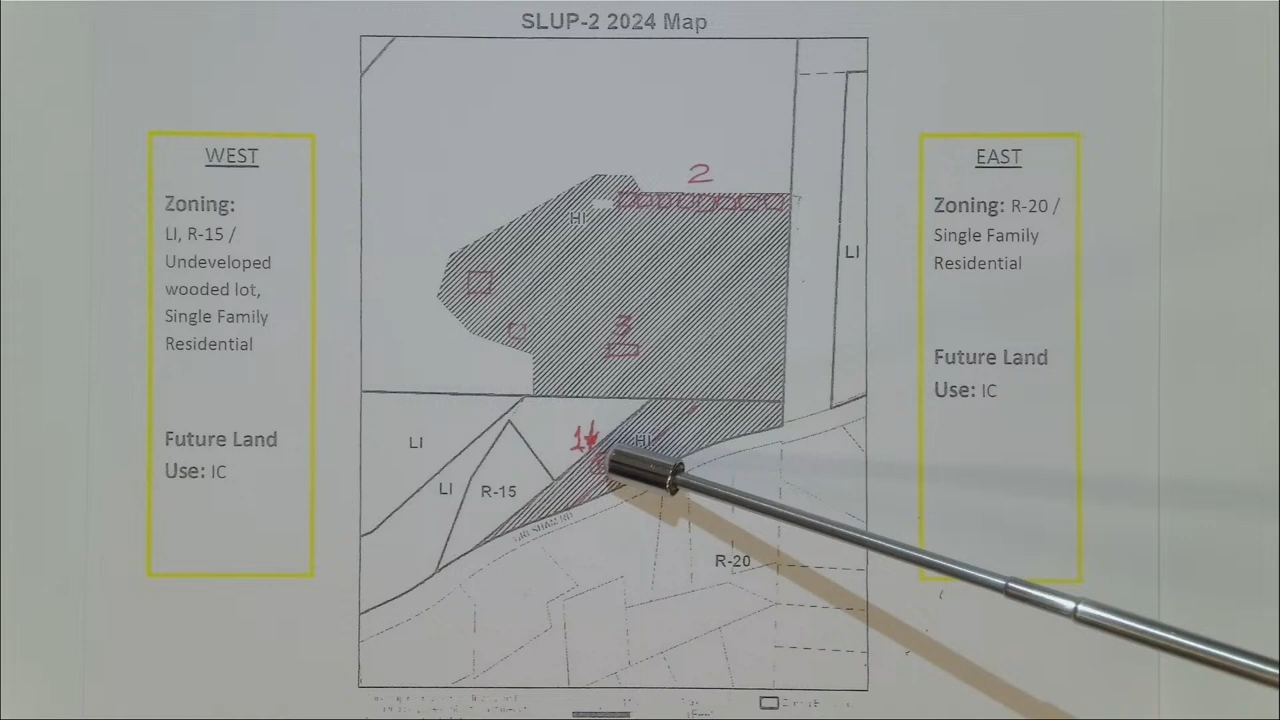 SLUP-2 2024 Map
WEST
Zoning:
LI, R-15 /
Undeveloped
wooded lot,
Single Family
Residential
Future Land
Use: IC
2
HI
3
LI
LI
LI
R-15
1
HI
R-20
EAST
Zoning: R-20 /
Single Family
Residential
Future Land
Use: IC